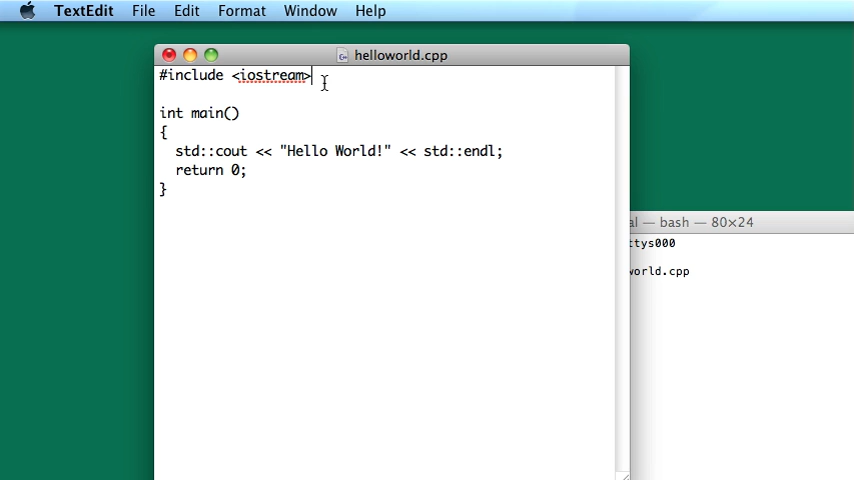 TextEdit File Edit Format Window Help
helloworld.cpp
#include <iostream>
int main()
{
std::cout << "Hello World!" << std::endl;
return 0;
}
al — bash — 80×24
ttys000
world.cpp